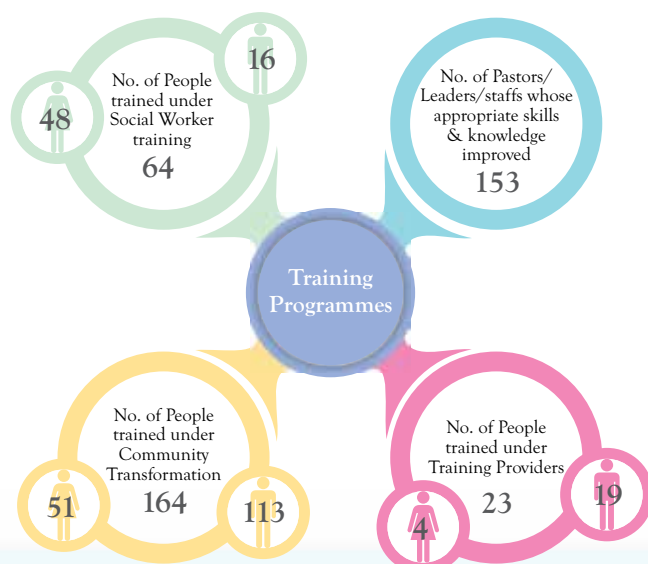 48
No. of People
trained under
Social Worker
training
64
16
No. of Pastors/
Leaders/staffs whose
appropriate skills
& knowledge
improved
153
Training
Programmes
No. of People
trained under
Community
Transformation
164
51
113
No. of People
trained under
Training Providers
23
4
19